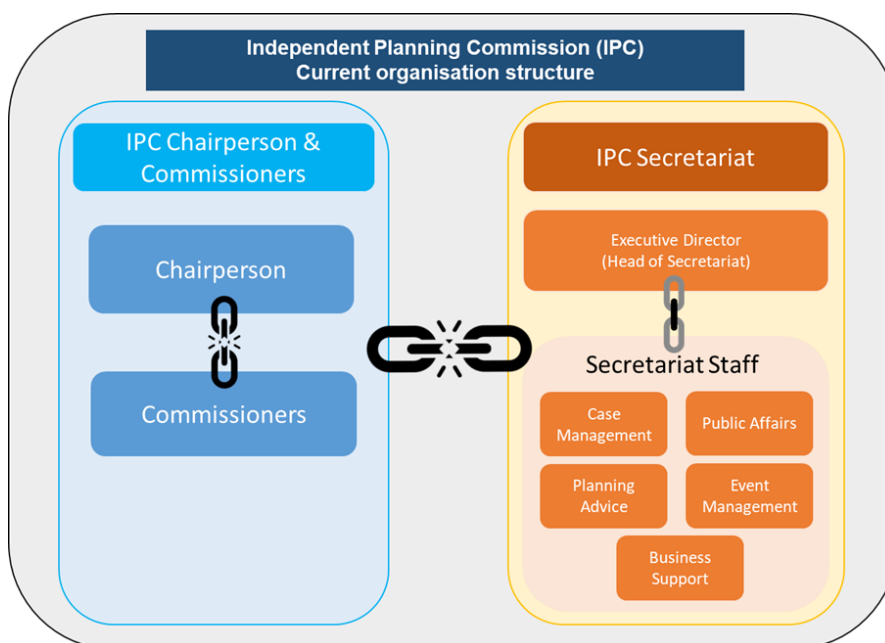 Independent Planning Commission (IPC)
Current organisation structure
IPC Chairperson &
Commissioners
Chairperson
Commissioners
IPC Secretariat
Executive Director
(Head of Secretariat)
Secretariat Staff
Case
Management
Public Affairs
Planning
Advice
Event
Management
Business
Support